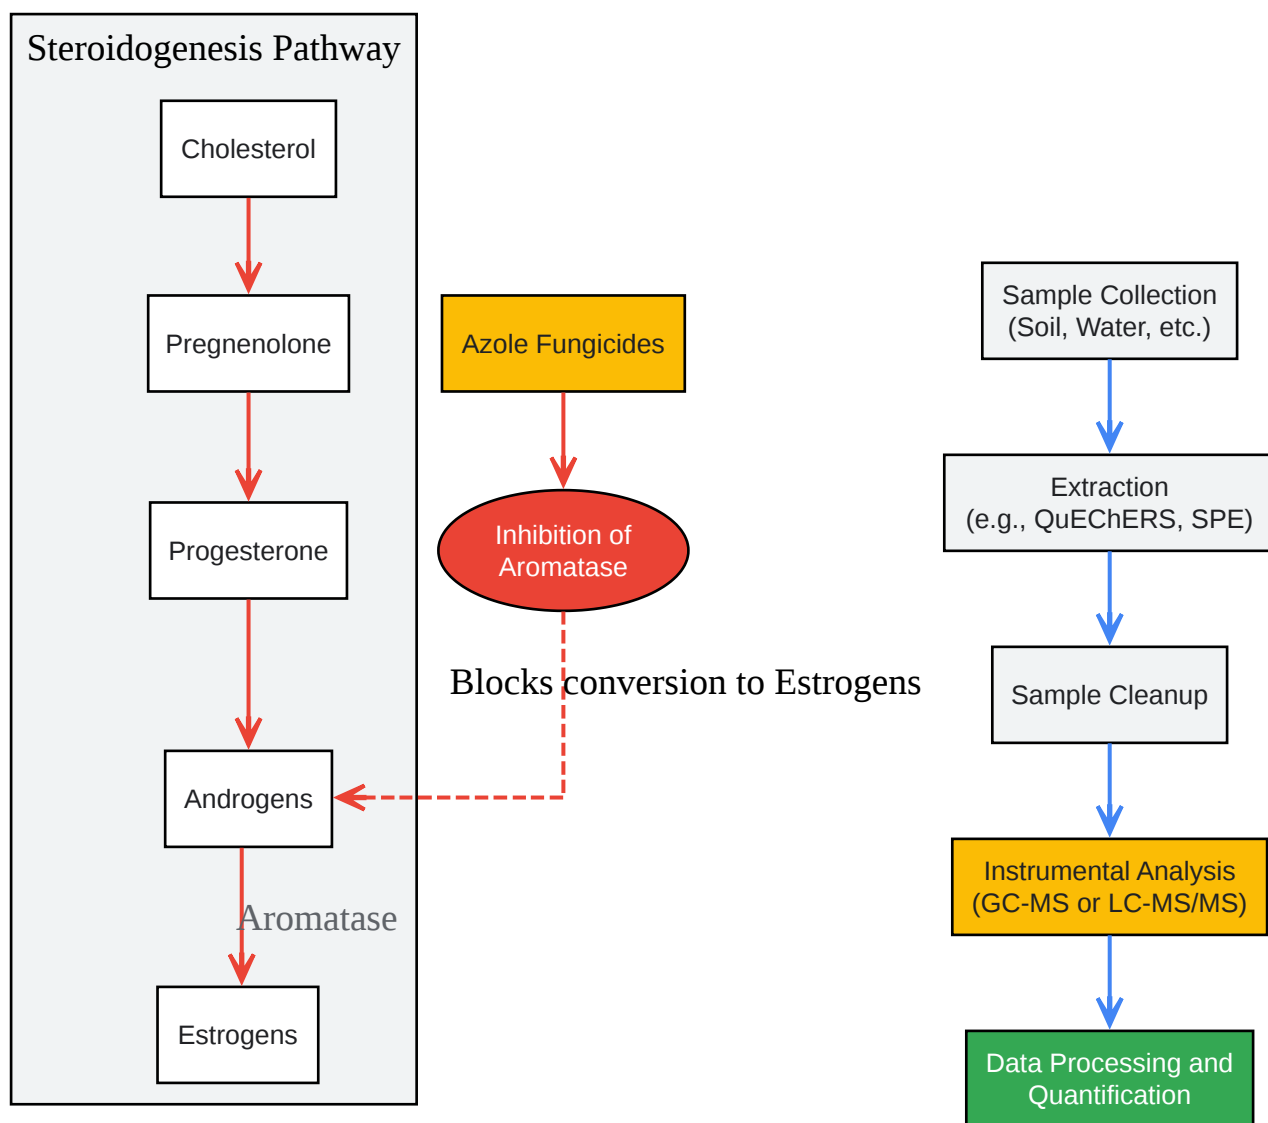 Steroidogenesis Pathway
Cholesterol
Pregnenolone
Progesterone
Androgens
Aromatase
Estrogens
Azole Fungicides
Inhibition of
Aromatase
Blocks conversion to Estrogens
Sample Collection
(Soil, Water, etc.)
Extraction
(e.g., QuEChERS, SPE)
Sample Cleanup
Instrumental Analysis
(GC-MS or LC-MS/MS)
Data Processing and
Quantification